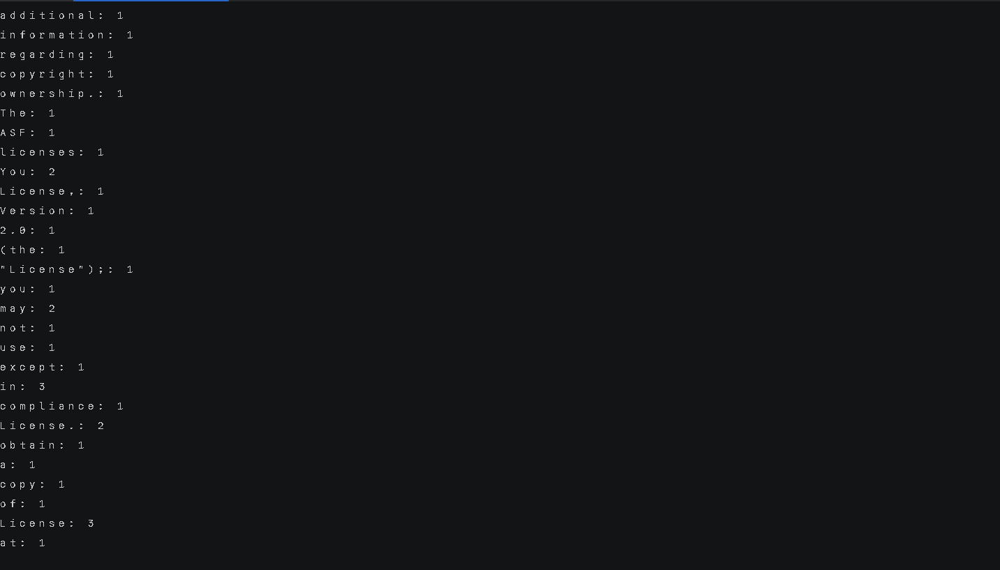 additional: 1
information: 1
regarding: 1
copyright: 1
ownership.: 1
The: 1
ASF: 1
licenses: 1
You: 2
License,: 1
Version: 1
2.0: 1
(the: 1
"License");: 1
you: 1
may: 2
not: 1
use: 1
except: 1
in: 3
compliance: 1
License.: 2
obtain: 1
a: 1
copy: 1
of: 1
License: 3
at: 1